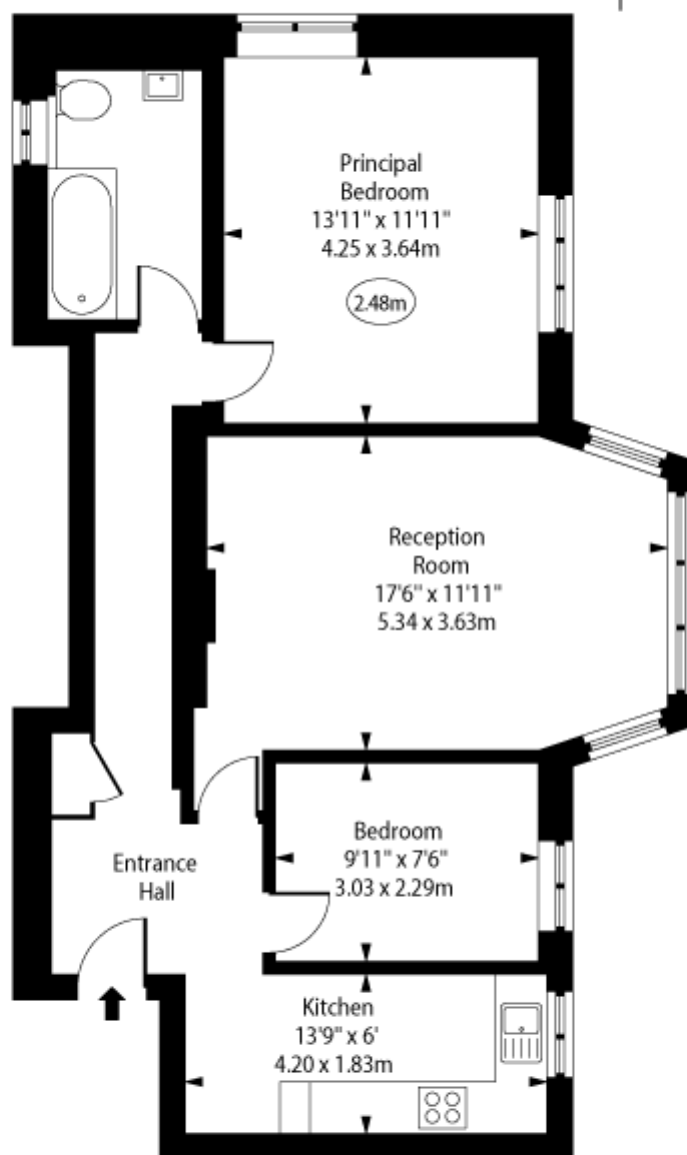 Principal
Bedroom
13'11" x 11'11"
4.25 x 3.64m
2.48m
Reception
Room
17'6" x 11'11"
5.34 x 3.63m
Bedroom
9'11" x 7'6"
3.03 x 2.29m
Entrance
Hall
Kitchen
13'9" x 6'
4.20 x 1.83m